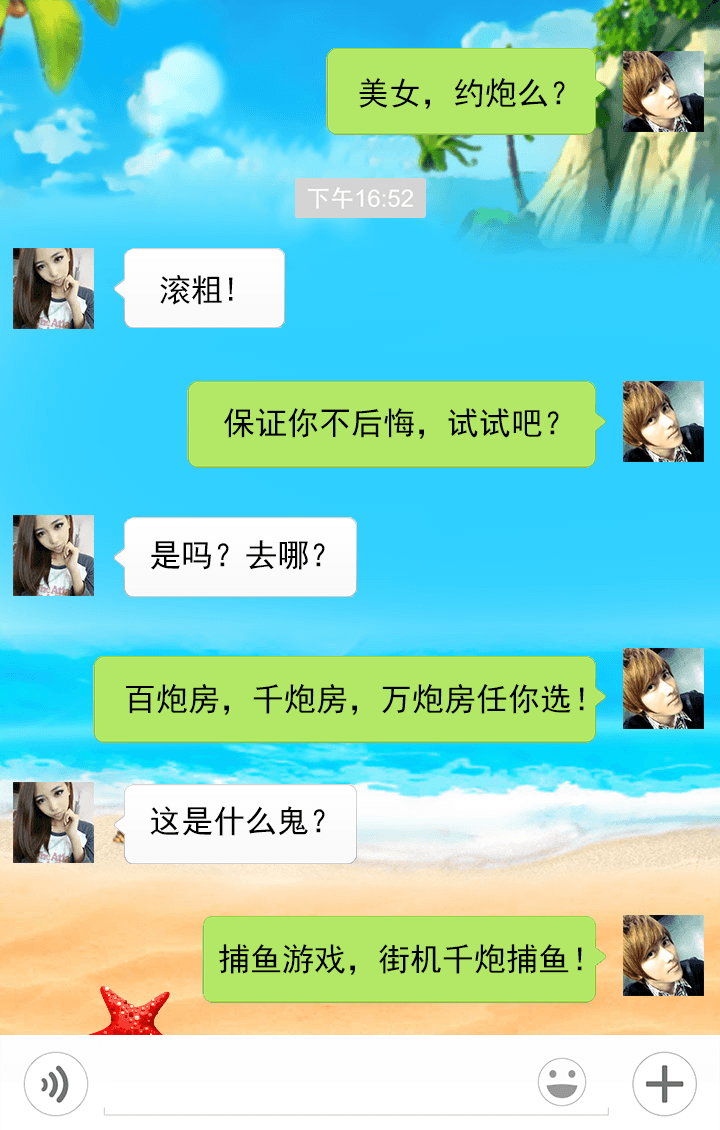 美女，约炮么？
下午16:52
滚粗！
保证你不后悔，试试吧？
是吗？去哪？
百炮房，千炮房，万炮房任你选！
这是什么鬼？
捕鱼游戏，街机千炮捕鱼！